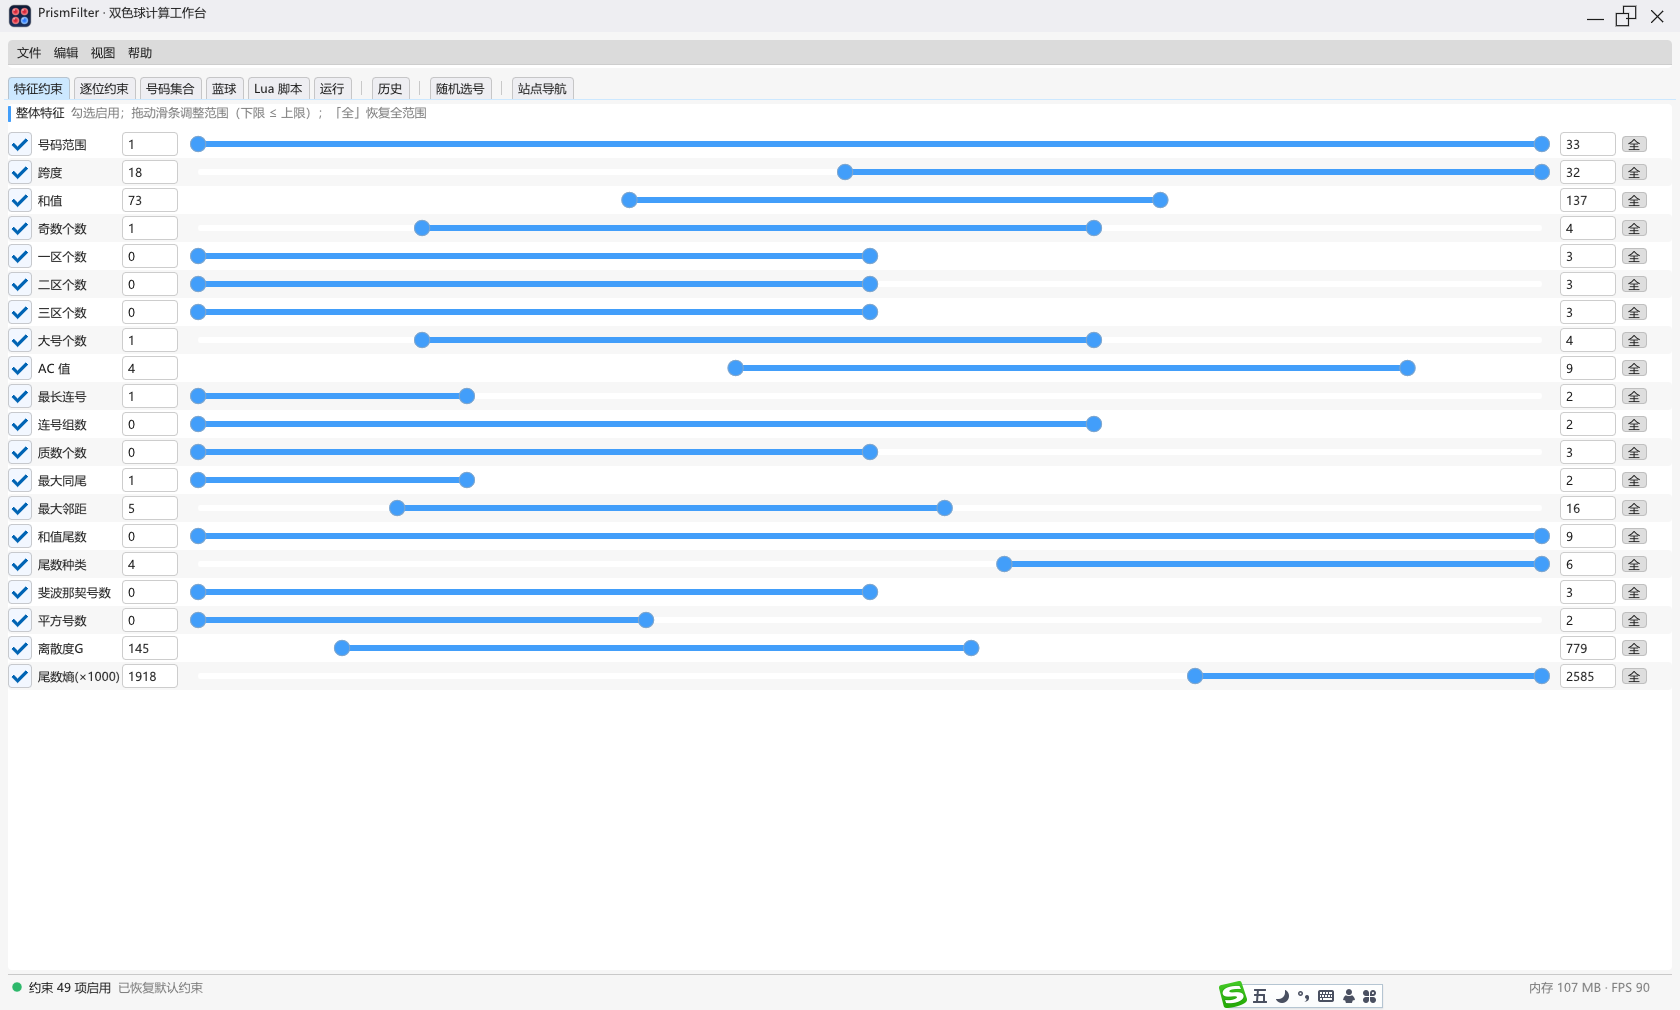 PrismFilter · 双色球计算工作台
文件 编辑 视图 帮助
特征约束 逐位约束 号码集合 蓝球 Lua 脚本 运行 历史 随机选号 站点导航
整体特征 勾选启用；拖动滑条调整范围（下限 ≤ 上限）；「全」恢复全范围
号码范围 1 33 全
跨度 18 32 全
和值 73 137 全
奇数个数 1 4 全
一区个数 0 3 全
二区个数 0 3 全
三区个数 0 3 全
大号个数 1 4 全
AC 值 4 9 全
最长连号 1 2 全
连号组数 0 2 全
质数个数 0 3 全
最大同尾 1 2 全
最大邻距 5 16 全
和值尾数 0 9 全
尾数种类 4 6 全
斐波那契号数 0 3 全
平方号数 0 2 全
离散度G 145 779 全
尾数熵(×1000) 1918 2585 全
约束 49 项启用 已恢复默认约束 五 内存 107 MB · FPS 90